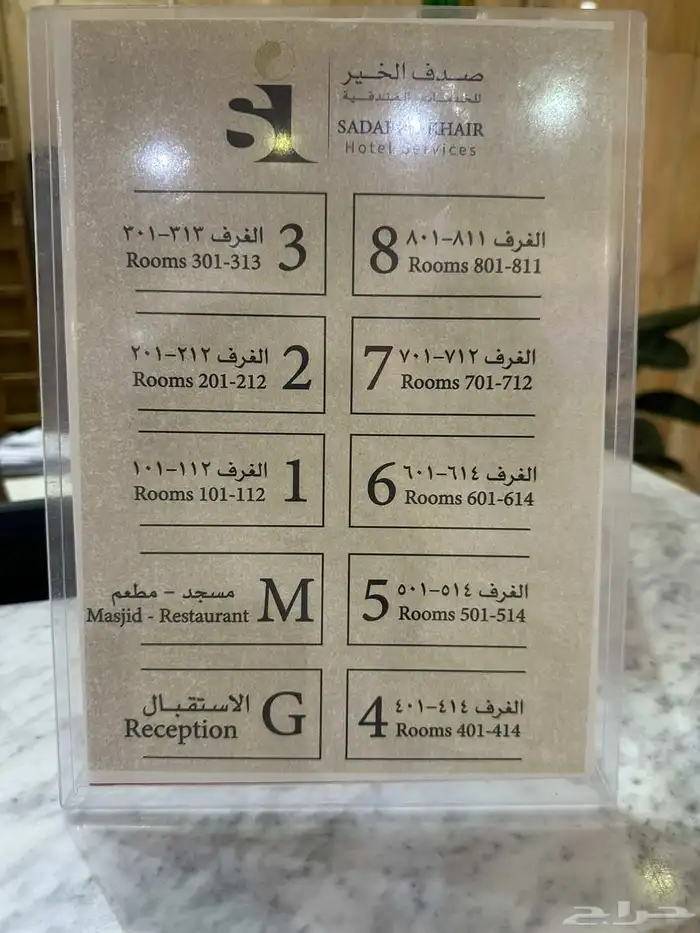 si
صدف الخير
للخدمات الفندقية
SADAF KHAIR
Hotel Services
3
الغرف ٣١٣-٣٠١
Rooms 301-313
2
الغرف ٢١٢-٢٠١
Rooms 201-212
1
الغرف ١١٢-١٠١
Rooms 101-112
M
مسجد - مطعم
Masjid - Restaurant
G
الاستقبال
Reception
8
الغرف ٨١١-٨٠١
Rooms 801-811
7
الغرف ٧١٢-٧٠١
Rooms 701-712
6
الغرف ٦١٤-٦٠١
Rooms 601-614
5
الغرف ٥١٤-٥٠١
Rooms 501-514
4
الغرف ٤١٤-٤٠١
Rooms 401-414
حراج